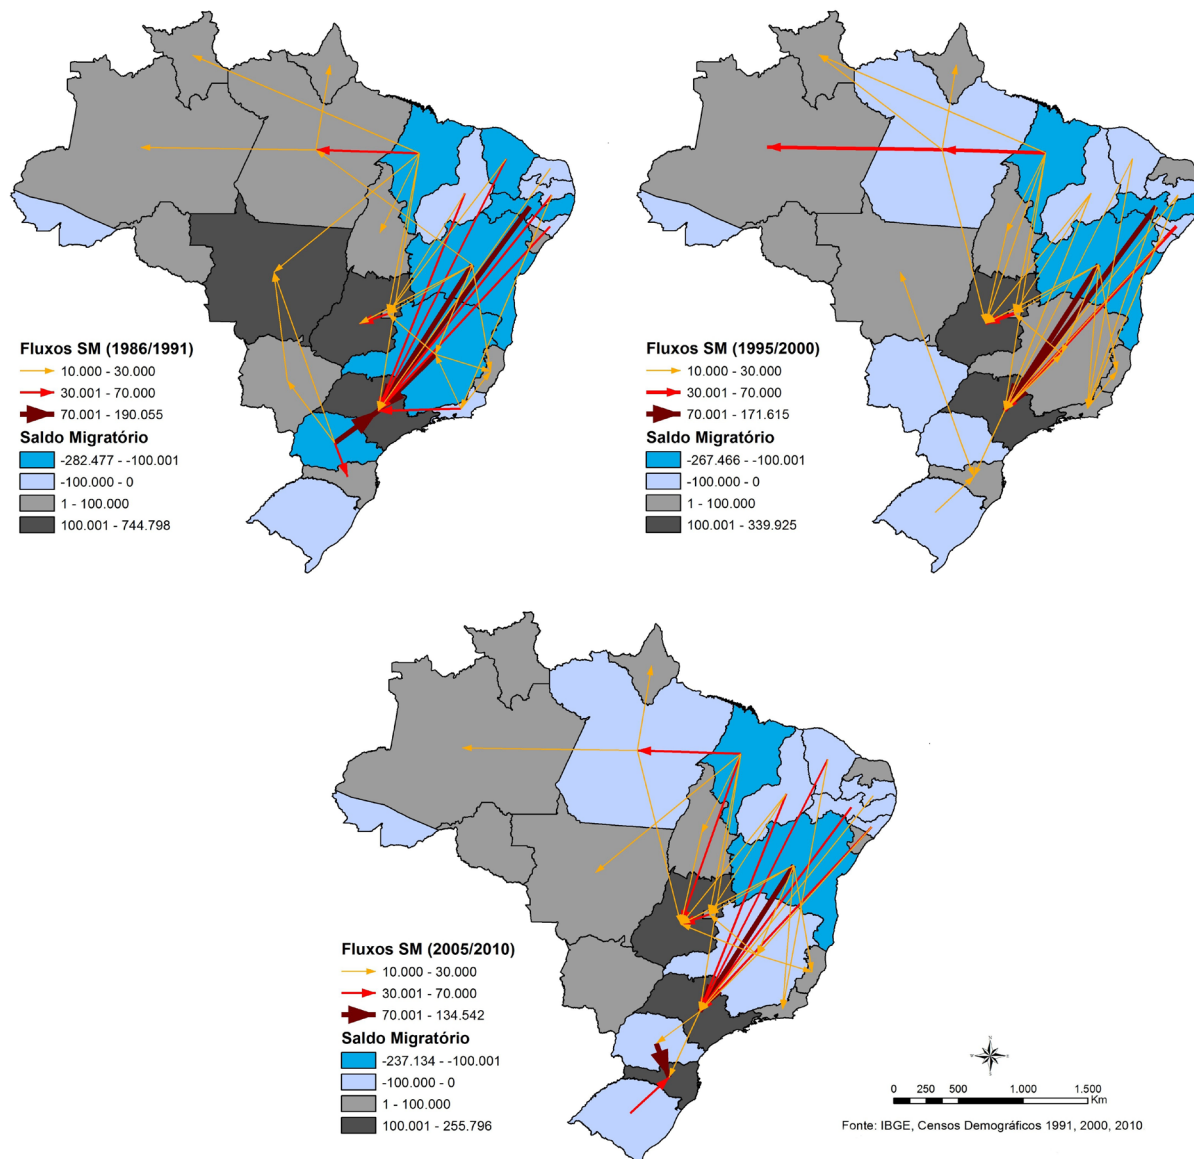 Fluxos SM (1986/1991)
10.000 - 30.000
30.001 - 70.000
70.001 - 190.055
Saldo Migratório
-282.477 - -100.001
-100.000 - 0
1 - 100.000
100.001 - 744.798
Fluxos SM (1995/2000)
10.000 - 30.000
30.001 - 70.000
70.001 - 171.615
Saldo Migratório
-267.466 - -100.001
-100.000 - 0
1 - 100.000
100.001 - 339.925
Fluxos SM (2005/2010)
10.000 - 30.000
30.001 - 70.000
70.001 - 134.542
Saldo Migratório
-237.134 - -100.001
-100.000 - 0
1 - 100.000
100.001 - 255.796
0 250 500 1.000 1.500
Km
Fonte: IBGE, Censos Demográficos 1991, 2000, 2010